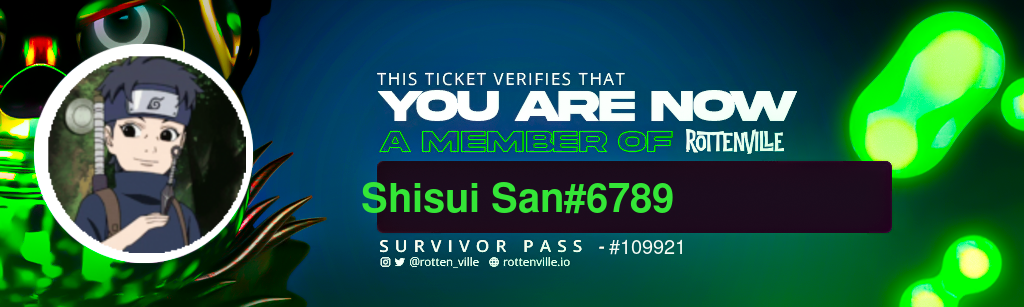 THIS TICKET VERIFIES THAT
YOU ARE NOW
A MEMBER OF ROTTENVILLE
Shisui San#6789
SURVIVOR PASS - #109921
@rotten_ville rottenville.io